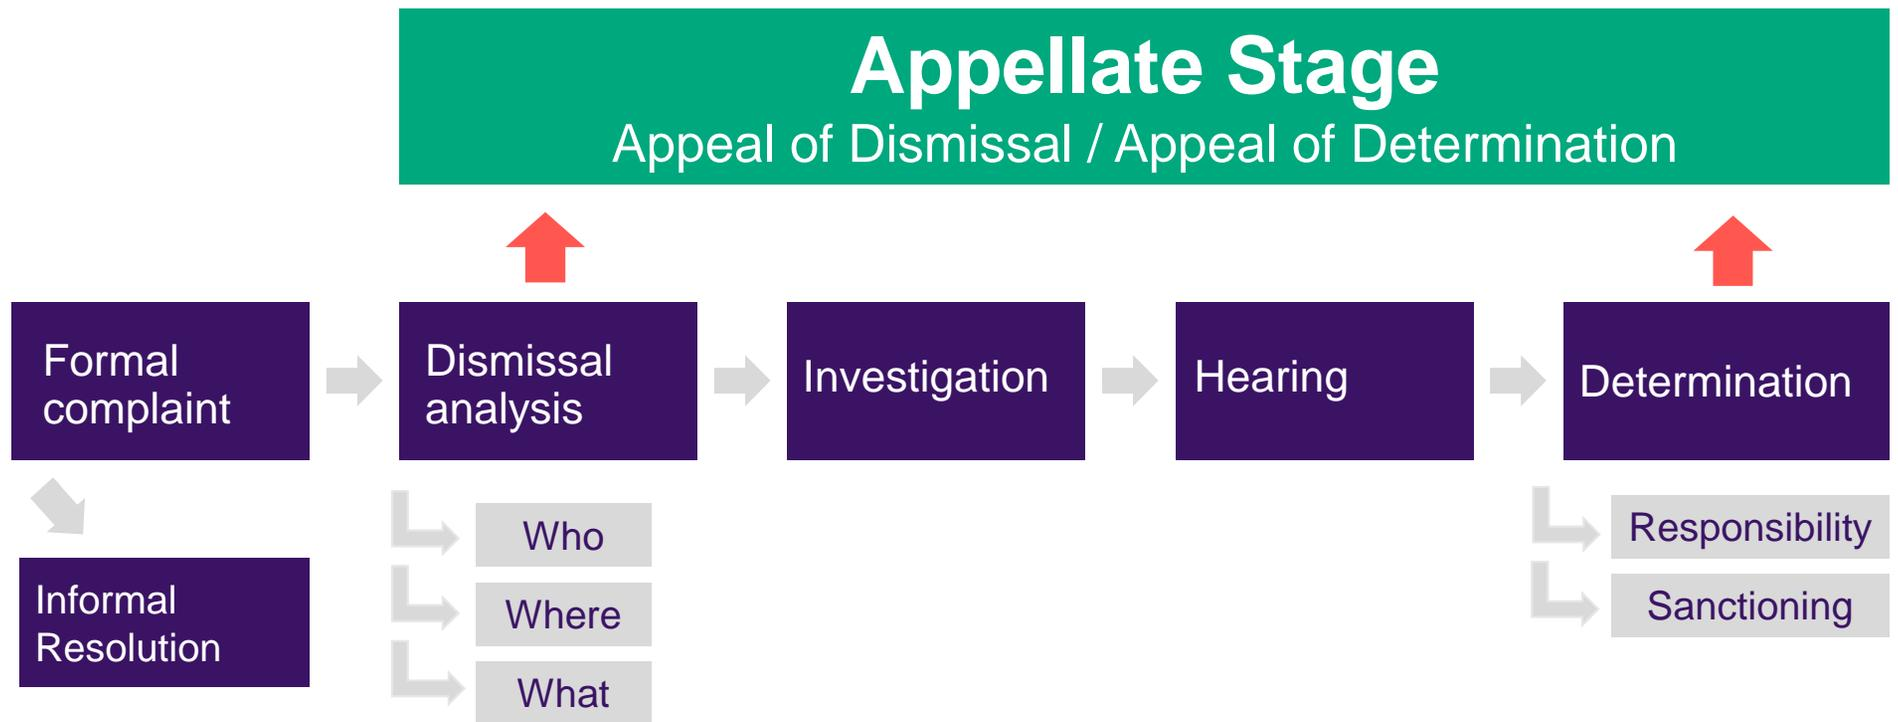 Appellate Stage
Appeal of Dismissal / Appeal of Determination
Formal
complaint
Dismissal
analysis
Investigation
Hearing
Determination
Informal
Resolution
Who
Where
What
Responsibility
Sanctioning